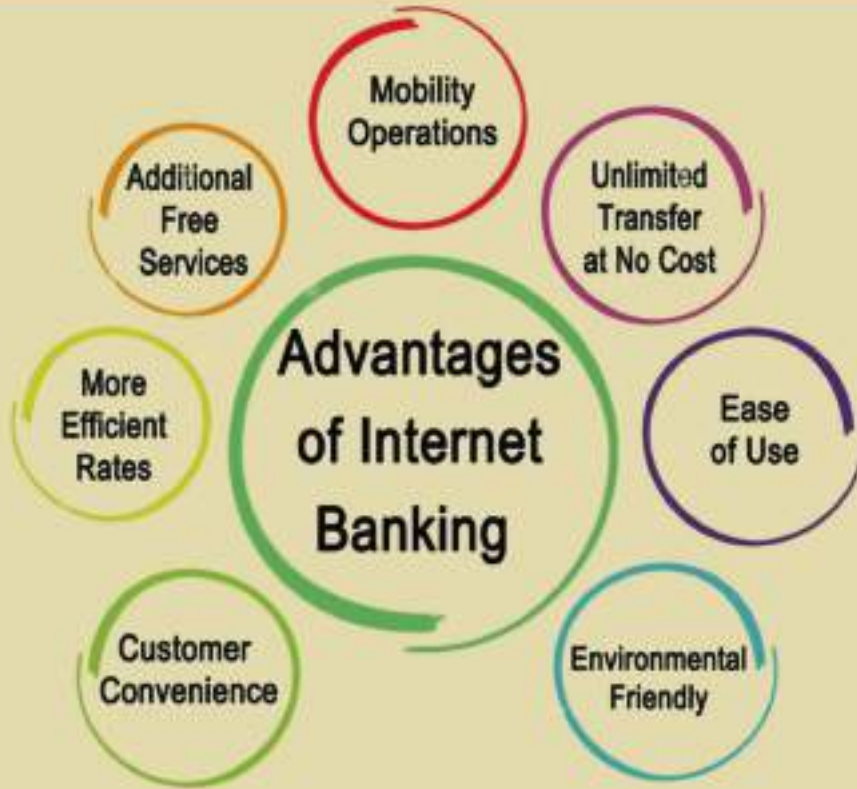 Mobility
Operations
Unlimited
Transfer
at No Cost
Ease
of Use
Environmental
Friendly
Customer
Convenience
More
Efficient
Rates
Additional
Free
Services
Advantages
of Internet
Banking